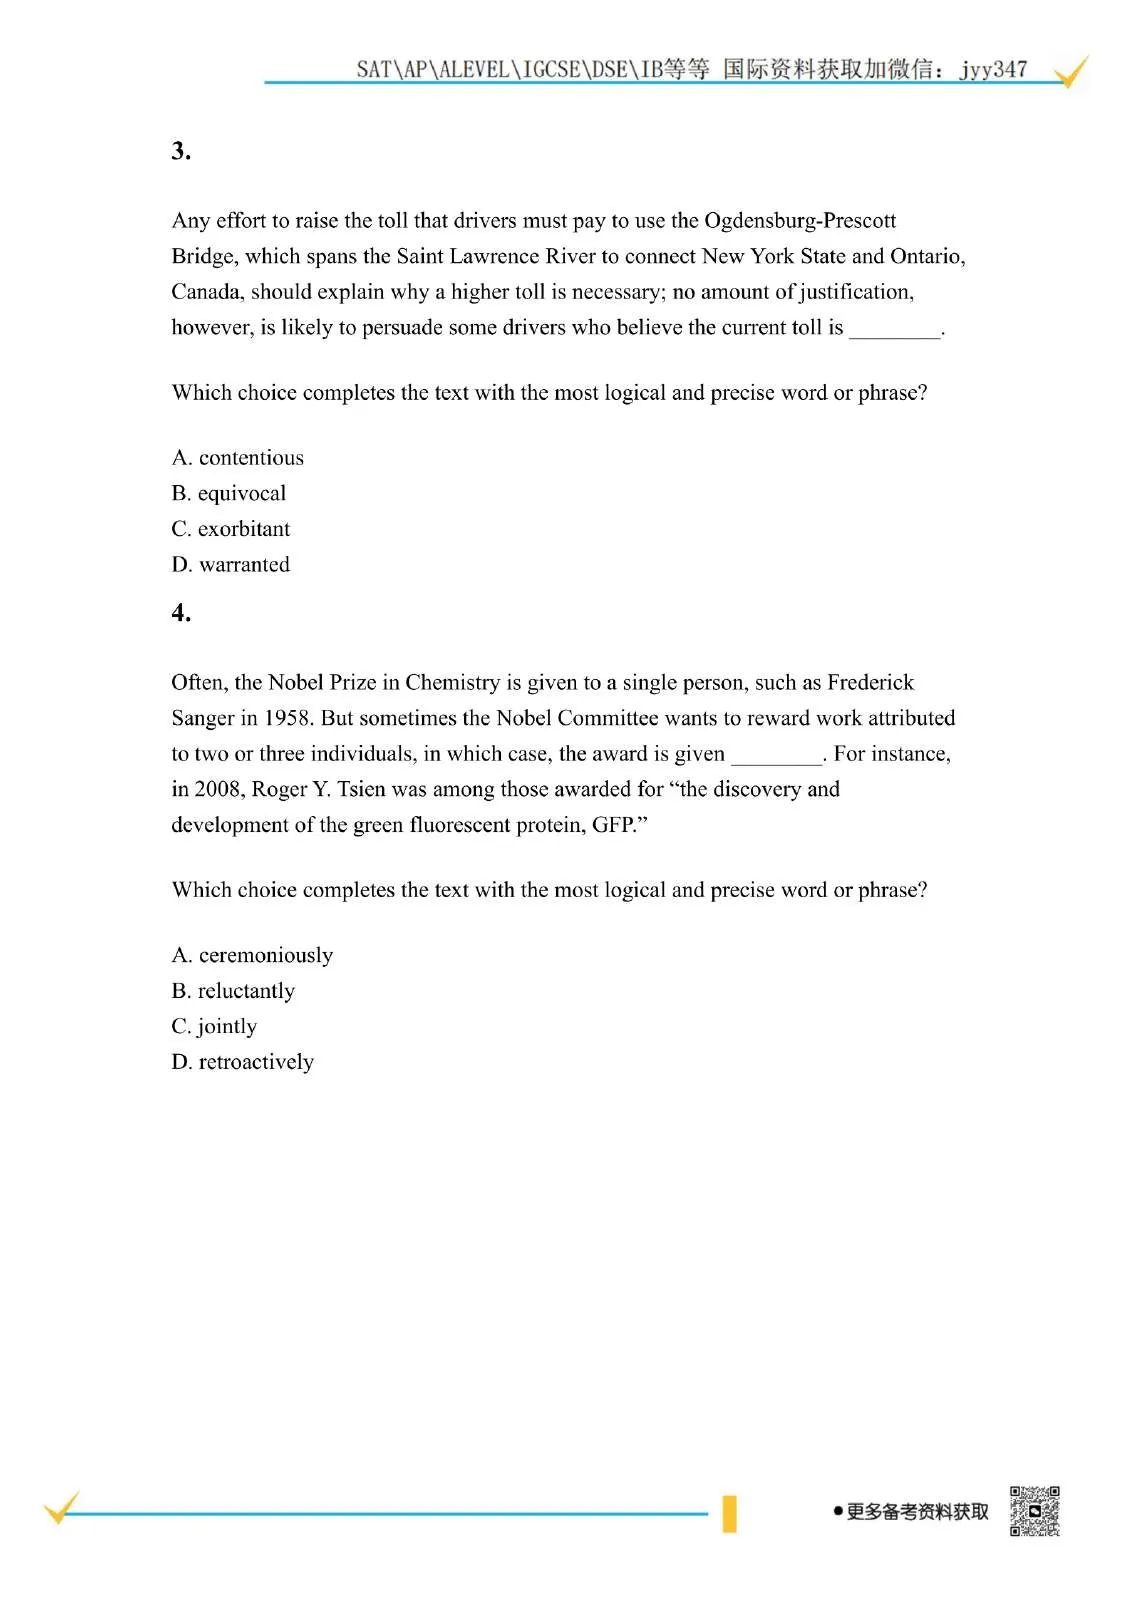 SAT\AP\ALEVEL\IGCSE\DSE\IB等等 国际资料获取加微信：jyy347
3.
Any effort to raise the toll that drivers must pay to use the Ogdensburg-Prescott
Bridge, which spans the Saint Lawrence River to connect New York State and Ontario,
Canada, should explain why a higher toll is necessary; no amount of justification,
however, is likely to persuade some drivers who believe the current toll is ________.
Which choice completes the text with the most logical and precise word or phrase?
A. contentious
B. equivocal
C. exorbitant
D. warranted
4.
Often, the Nobel Prize in Chemistry is given to a single person, such as Frederick
Sanger in 1958. But sometimes the Nobel Committee wants to reward work attributed
to two or three individuals, in which case, the award is given ________. For instance,
in 2008, Roger Y. Tsien was among those awarded for “the discovery and
development of the green fluorescent protein, GFP.”
Which choice completes the text with the most logical and precise word or phrase?
A. ceremoniously
B. reluctantly
C. jointly
D. retroactively
●更多备考资料获取